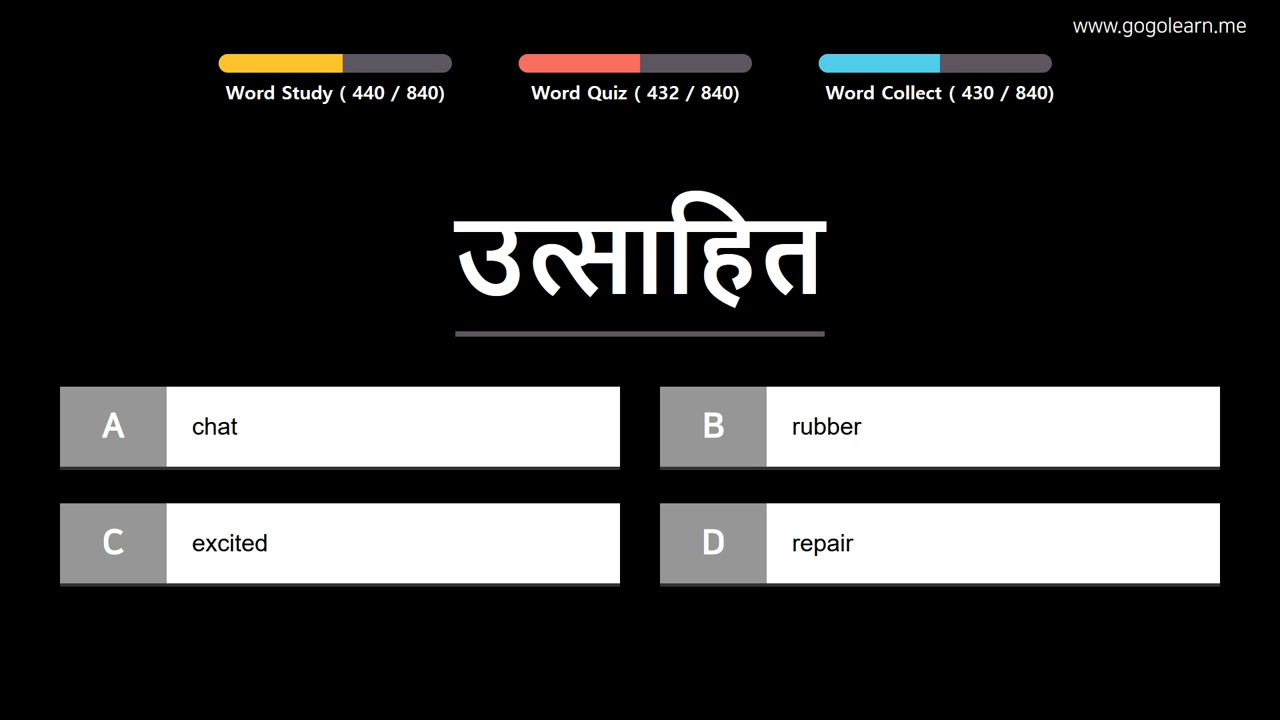 www.gogolearn.me
Word Study ( 440 / 840)
Word Quiz ( 432 / 840)
Word Collect ( 430 / 840)
उत्साहित
A chat
B rubber
C excited
D repair